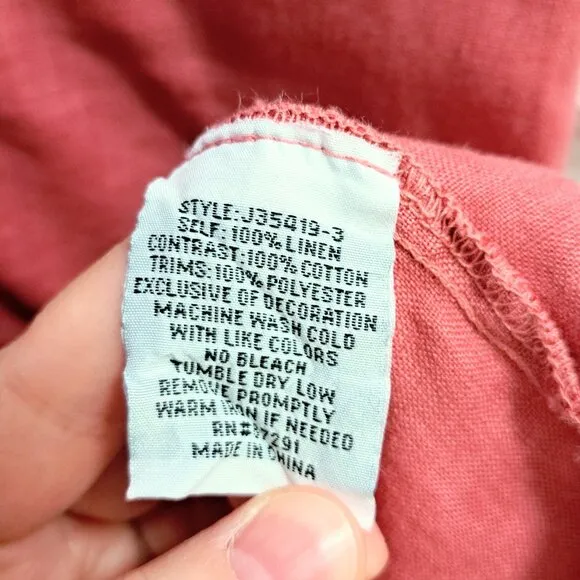 STYLE:J35419-3
SELF:100% LINEN
CONTRAST:100% COTTON
TRIMS:100% POLYESTER
EXCLUSIVE OF DECORATION
MACHINE WASH COLD
WITH LIKE COLORS
NO BLEACH
TUMBLE DRY LOW
REMOVE PROMPTLY
WARM IRON IF NEEDED
MADE IN CHINA